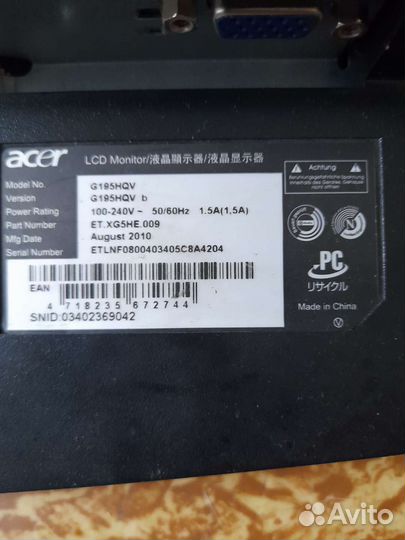 acer LCD Monitor/液晶顯示器/液晶显示器
Model No. G195HQV
Version G195HQV b
Power Rating 100-240V ~ 50/60Hz 1.5A(1,5A)
Part Number ET.XG5HE.009
Mfg Date August 2010
Serial Number ETLNF0800403405C8A4204
EAN
4 718235 672744
SNID:03402369042
Achtung
PC
リサイクル
Made in China
V
Avito